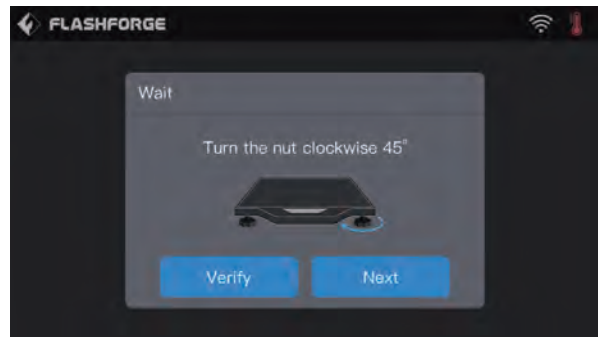 FLASHFORGE
Wait
Turn the nut clockwise 45°
Verify
Next